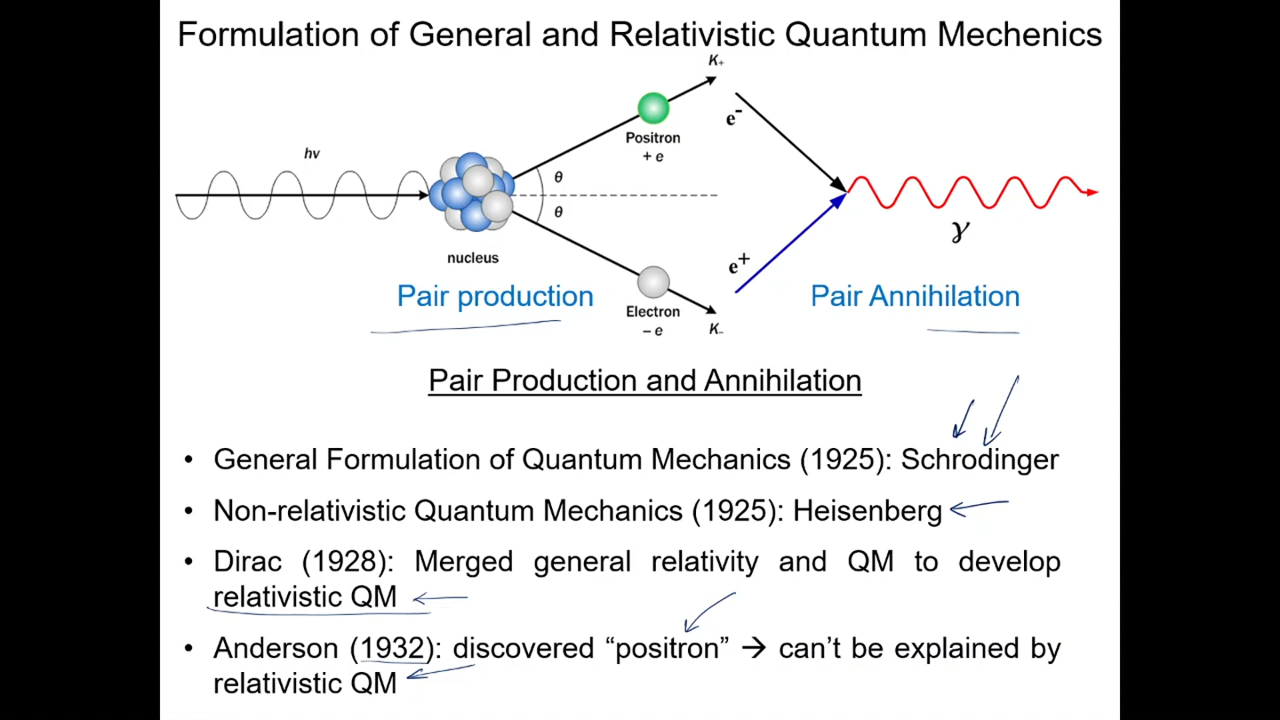 Formulation of General and Relativistic Quantum Mechenics
K₊
e⁻
Positron
+ e
hν
θ
θ
γ
nucleus
e⁺
Pair production
Pair Annihilation
Electron
– e
K₋
Pair Production and Annihilation
• General Formulation of Quantum Mechanics (1925): Schrodinger
• Non-relativistic Quantum Mechanics (1925): Heisenberg
• Dirac (1928): Merged general relativity and QM to develop
relativistic QM
• Anderson (1932): discovered “positron” → can’t be explained by
relativistic QM